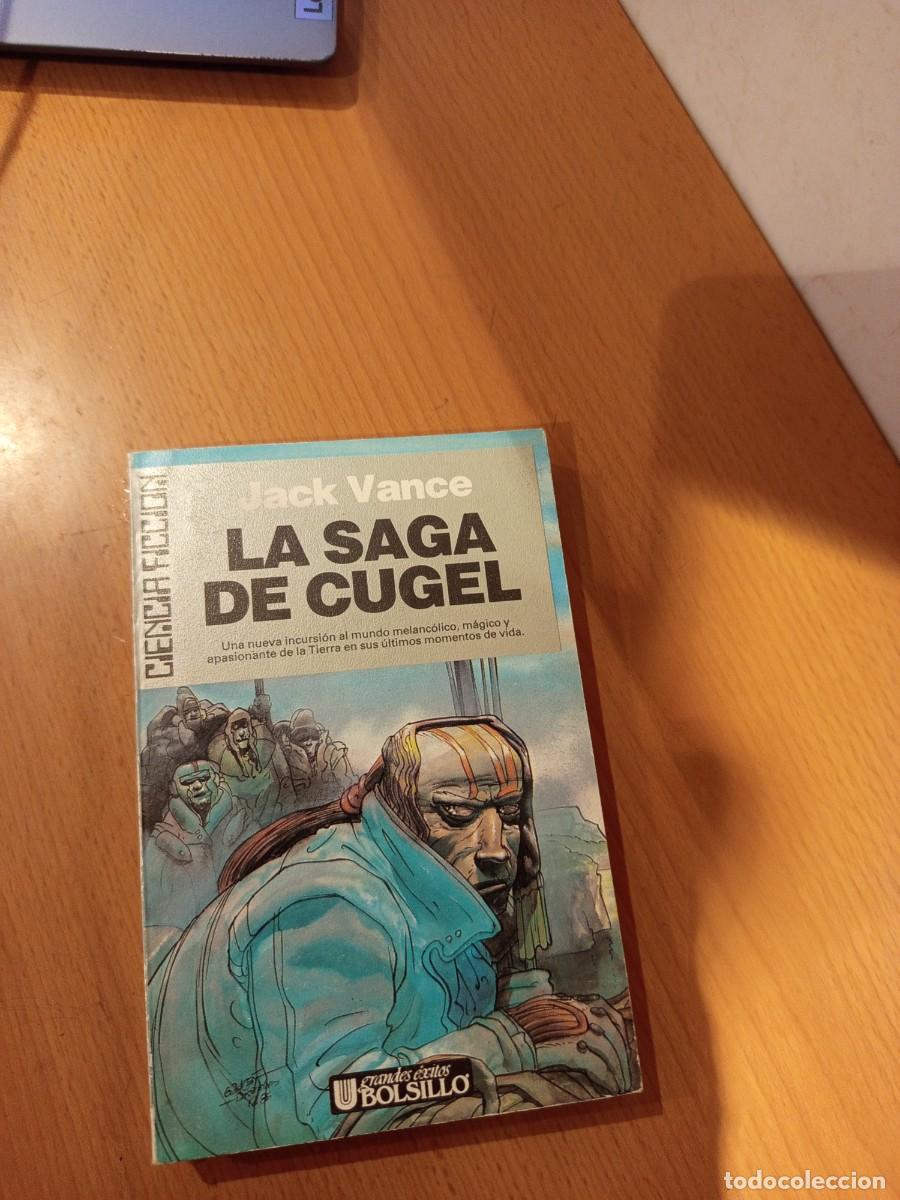 Jack Vance
LA SAGA
DE CUGEL
Una nueva incursión al mundo melancólico, mágico y
apasionante de la Tierra en sus últimos momentos de vida.
CIENCIA FICCION
U grandes éxitos
BOLSILLO
todocoleccion